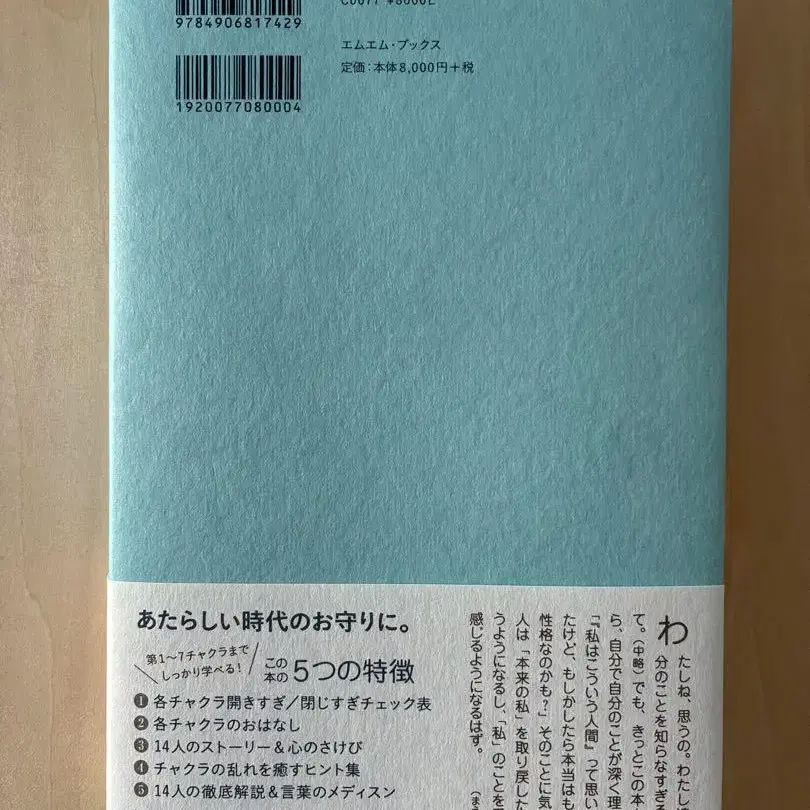 C0077 ¥8000E
9784906817429
エムエム・ブックス
定価：本体8,000円＋税
1920077080004
あたらしい時代のお守りに。
第1〜7チャクラまで
しっかり学べる！
この
本の
5つの特徴
❶ 各チャクラ開きすぎ／閉じすぎチェック表
❷ 各チャクラのおはなし
❸ 14人のストーリー＆心のさけび
❹ チャクラの乱れを癒すヒント集
❺ 14人の徹底解説＆言葉のメディスン
わたしね、思うの。わたし
分のことを知らなすぎる
て。（中略）でも、きっとこの本
ら、自分で自分のことが深く理
「『私はこういう人間』って思い
たけど、もしかしたら本当はも
性格なのかも？」そのことに気
人は「本来の私」を取り戻した
うようになるし、「私」のことを
感じるようになるはず。